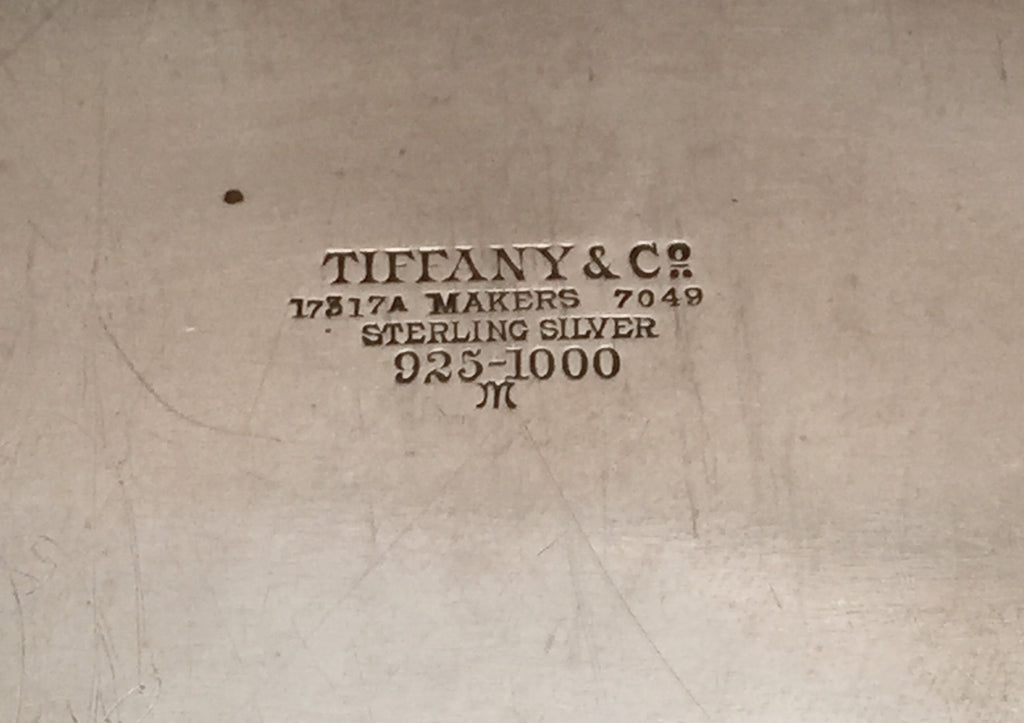 TIFFANY & Co.
17317A MAKERS 7049
STERLING SILVER
925-1000
M